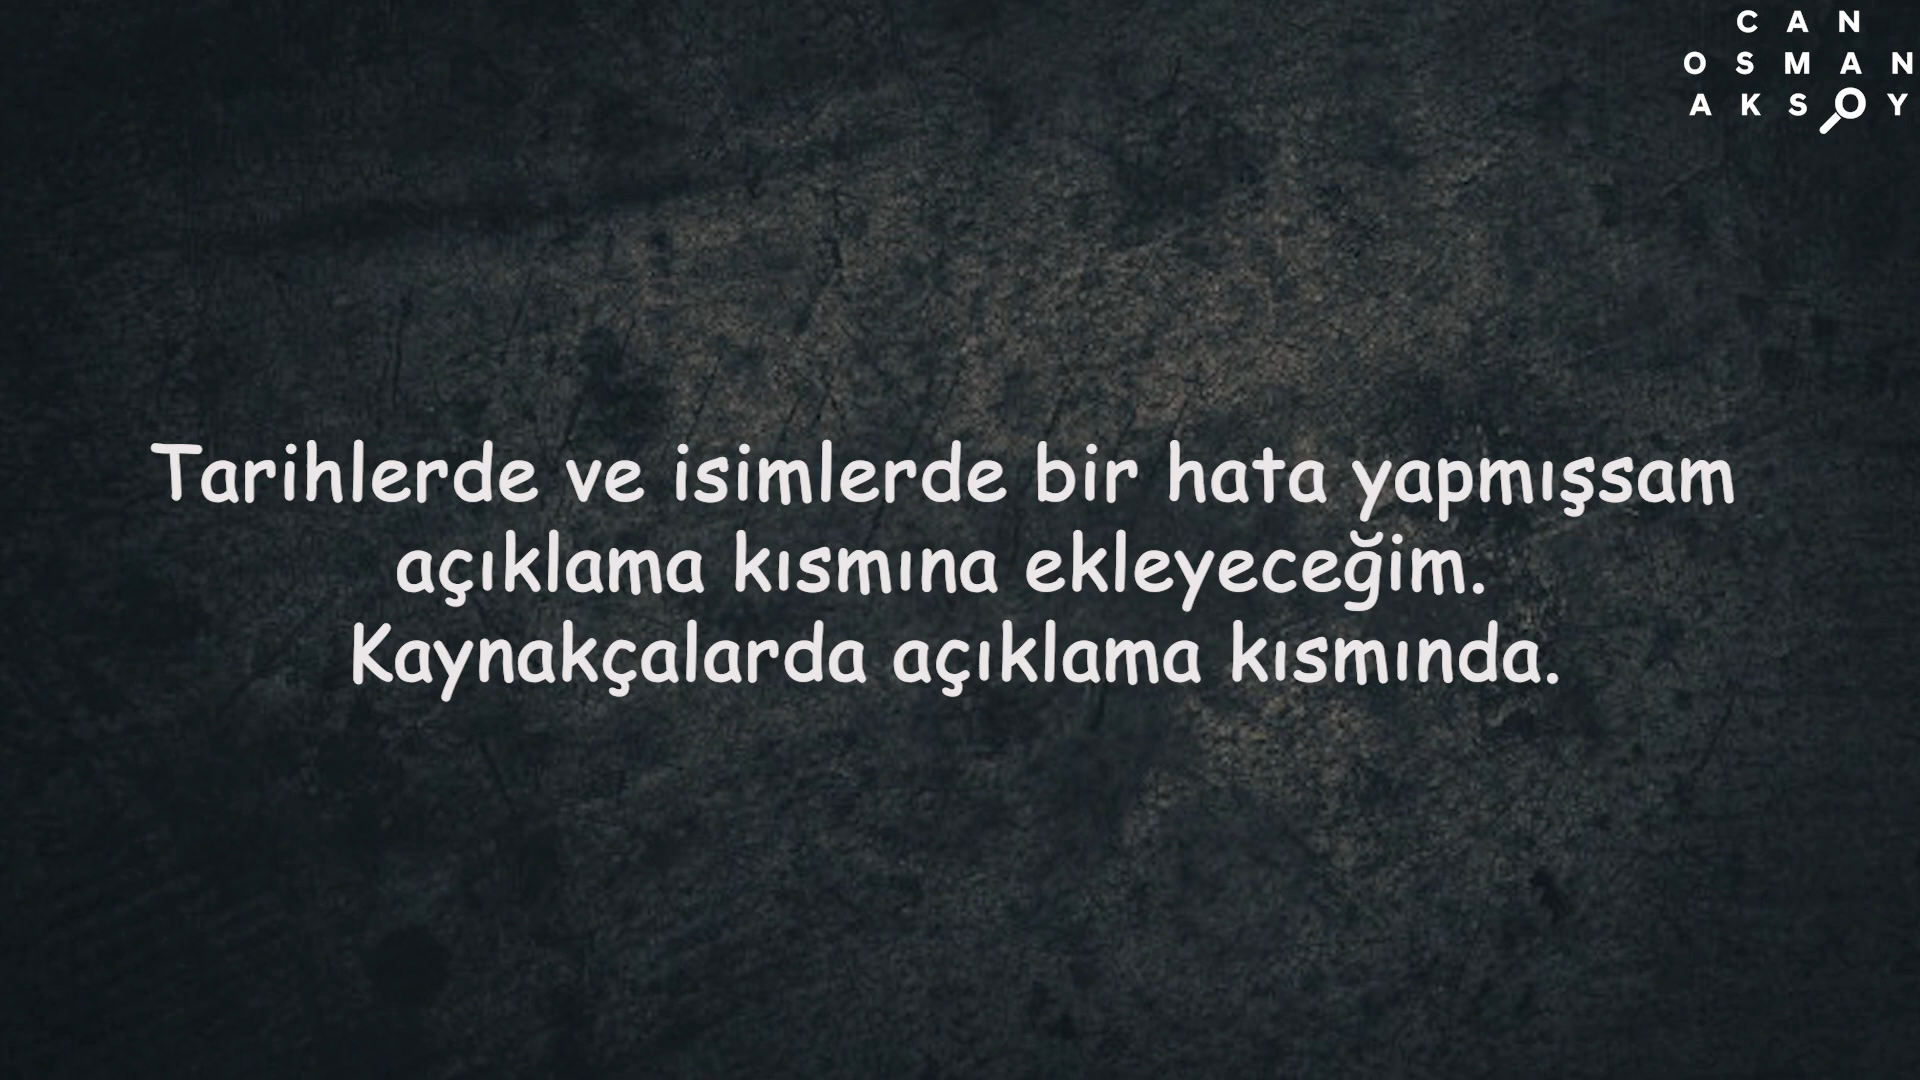 CAN
OSMAN
AKSOY
Tarihlerde ve isimlerde bir hata yapmışsam
açıklama kısmına ekleyeceğim.
Kaynakçalarda açıklama kısmında.